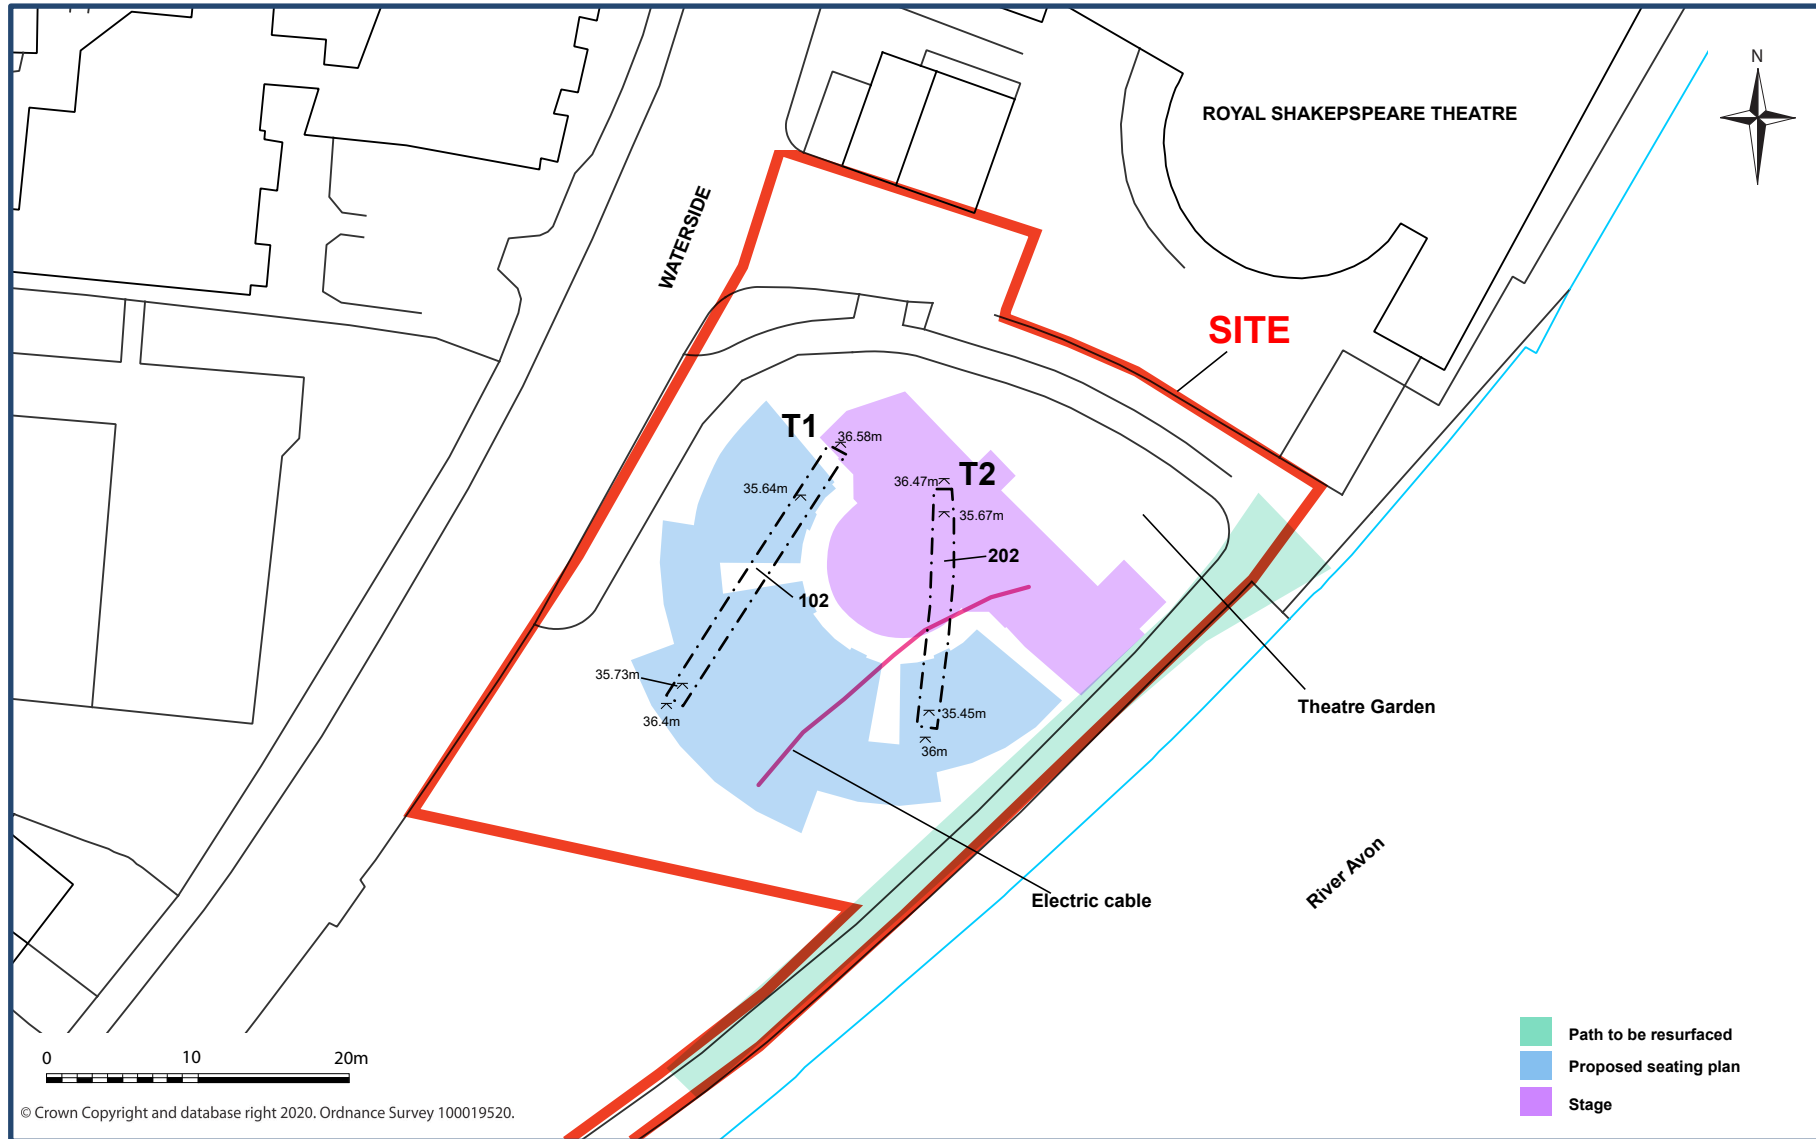 N
ROYAL SHAKEPSPEARE THEATRE
WATERSIDE
SITE
T1
36.58m
T2
36.47m
35.64m
35.67m
202
102
35.73m
36.4m
35.45m
36m
Theatre Garden
Electric cable
River Avon
Path to be resurfaced
Proposed seating plan
Stage
0 10 20m
© Crown Copyright and database right 2020. Ordnance Survey 100019520.